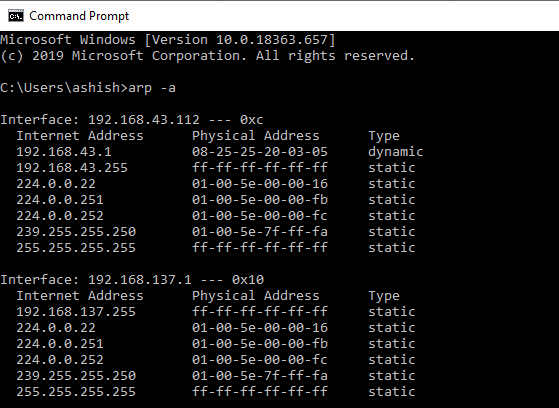 Command Prompt
Microsoft Windows [Version 10.0.18363.657]
(c) 2019 Microsoft Corporation. All rights reserved.
C:\Users\ashish>arp -a
Interface: 192.168.43.112 --- 0xc
Internet Address Physical Address Type
192.168.43.1 08-25-25-20-03-05 dynamic
192.168.43.255 ff-ff-ff-ff-ff-ff static
224.0.0.22 01-00-5e-00-00-16 static
224.0.0.251 01-00-5e-00-00-fb static
224.0.0.252 01-00-5e-00-00-fc static
239.255.255.250 01-00-5e-7f-ff-fa static
255.255.255.255 ff-ff-ff-ff-ff-ff static
Interface: 192.168.137.1 --- 0x10
Internet Address Physical Address Type
192.168.137.255 ff-ff-ff-ff-ff-ff static
224.0.0.22 01-00-5e-00-00-16 static
224.0.0.251 01-00-5e-00-00-fb static
224.0.0.252 01-00-5e-00-00-fc static
239.255.255.250 01-00-5e-7f-ff-fa static
255.255.255.255 ff-ff-ff-ff-ff-ff static